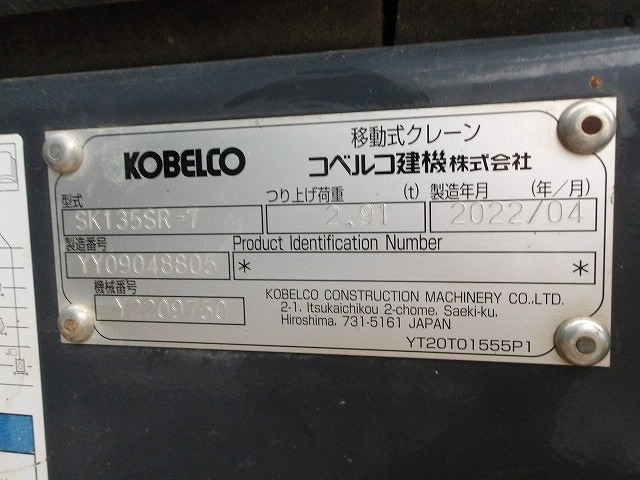 移動式クレーン
KOBELCO コベルコ建機株式会社
型式 つり上げ荷重 (t) 製造年月 (年/月)
SK135SR-7 2.91 2022/04
製造番号 Product Identification Number
YY09048805 * *
機械番号
Y2209750
KOBELCO CONSTRUCTION MACHINERY CO.,LTD.
2-1, Itsukaichikou 2-chome, Saeki-ku,
Hiroshima, 731-5161 JAPAN
YT20T01555P1